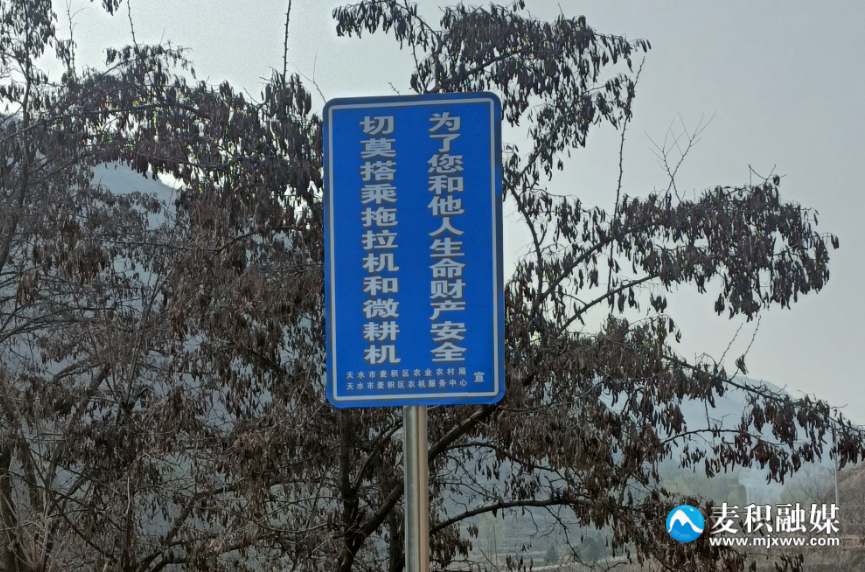 为了您和他人生命财产安全
切莫搭乘拖拉机和微耕机
天水市麦积区农业农村局
天水市麦积区农机服务中心
宣
麦积融媒
www.mjxww.com